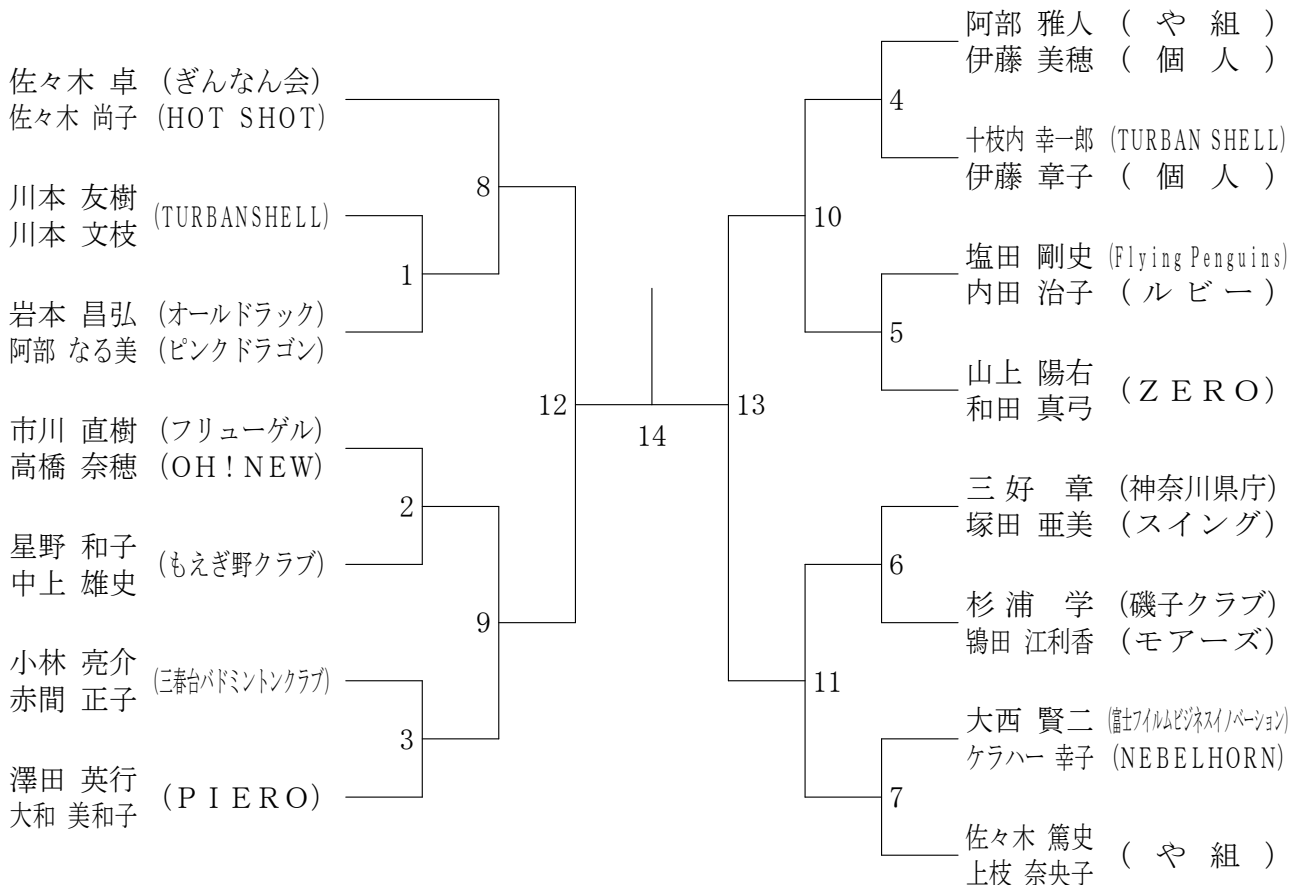 佐々木 卓 (ぎんなん会)
佐々木 尚子 (HOT SHOT)
川本 友樹
川本 文枝
(TURBANSHELL)
岩本 昌弘 (オールドラック)
阿部 なる美 (ピンクドラゴン)
市川 直樹 (フリューゲル)
高橋 奈穂 (OH!NEW)
星野 和子
中上 雄史
(もえぎ野クラブ)
小林 亮介
赤間 正子
(三春台バドミントンクラブ)
澤田 英行
大和 美和子
(PIERO)
8
1
2
9
3
12
14
13
10
4
5
11
6
7
阿部 雅人 (や組)
伊藤 美穂 (個人)
十枝内 幸一郎 (TURBAN SHELL)
伊藤 章子 (個人)
塩田 剛史 (Flying Penguins)
内田 治子 (ルビー)
山上 陽右
和田 真弓
(ZERO)
三好 章 (神奈川県庁)
塚田 亜美 (スイング)
杉浦 学 (磯子クラブ)
鴇田 江利香 (モアーズ)
大西 賢二 (富士フイルムビジネスイノベーション)
ケラハー 幸子 (NEBELHORN)
佐々木 篤史
上枝 奈央子
(や組)